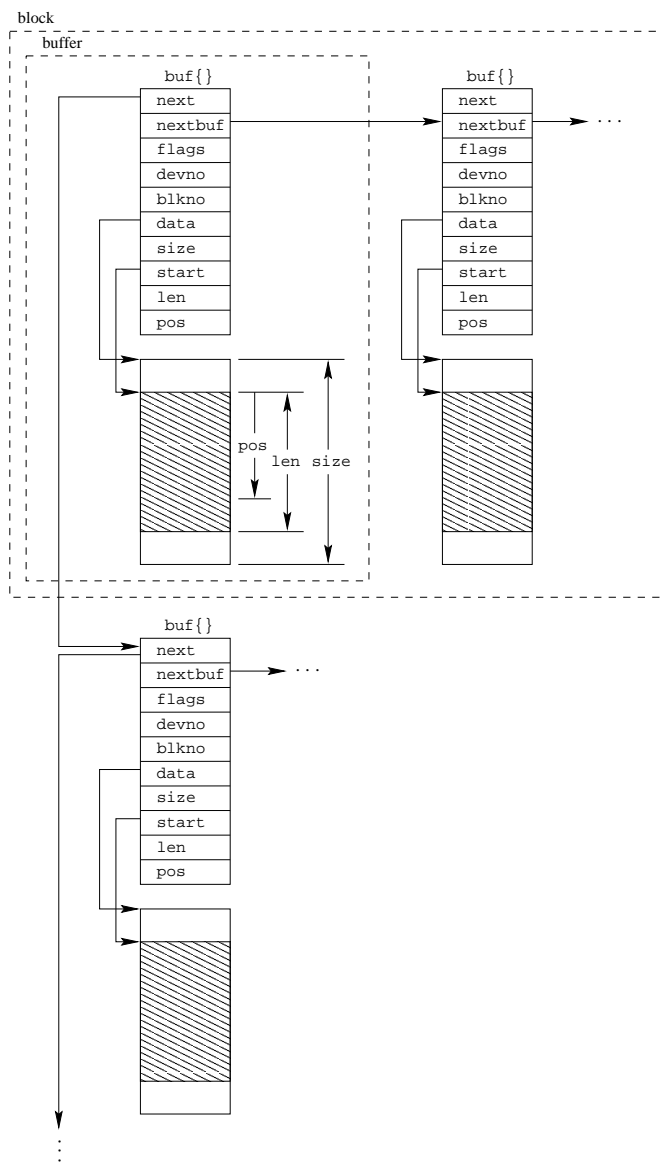 block
buffer
buf{}
next
nextbuf
flags
devno
blkno
data
size
start
len
pos
pos
len
size
buf{}
next
nextbuf
...
flags
devno
blkno
data
size
start
len
pos
buf{}
next
nextbuf
...
flags
devno
blkno
data
size
start
len
pos
...